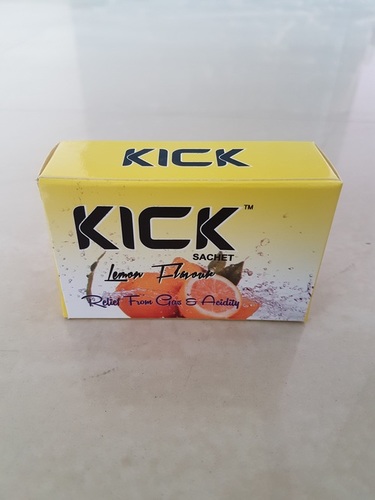 KICK
KICK™
SACHET
Lemon Flavour
Relief From Gas & Acidity